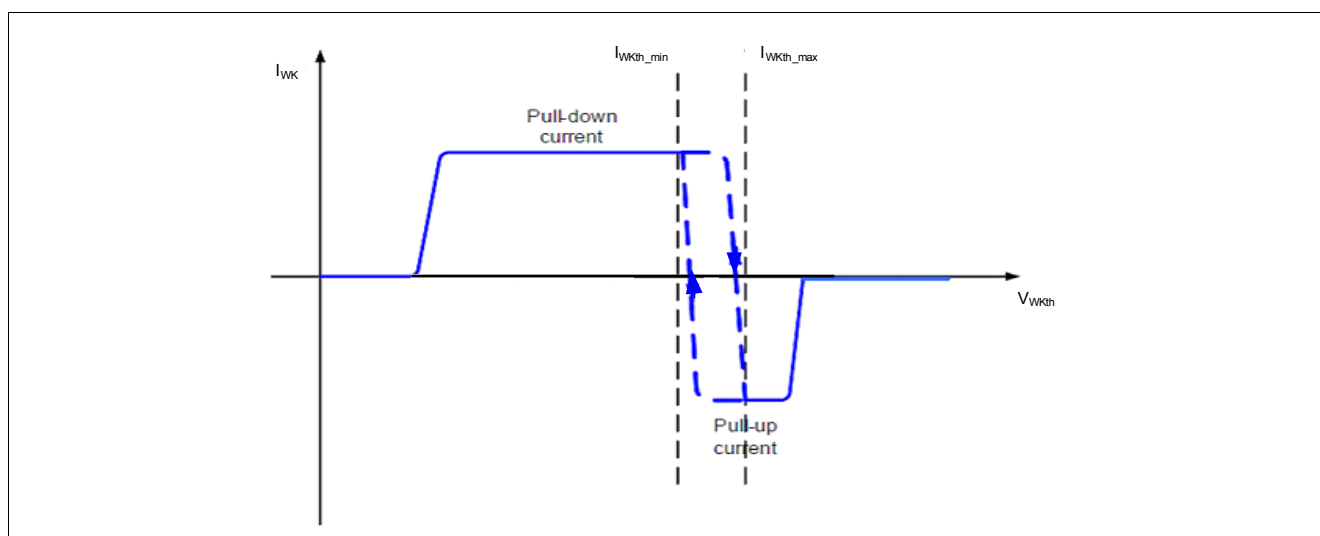 I_WKth_min
I_WKth_max
I_WK
Pull-down
current
V_WKth
Pull-up
current